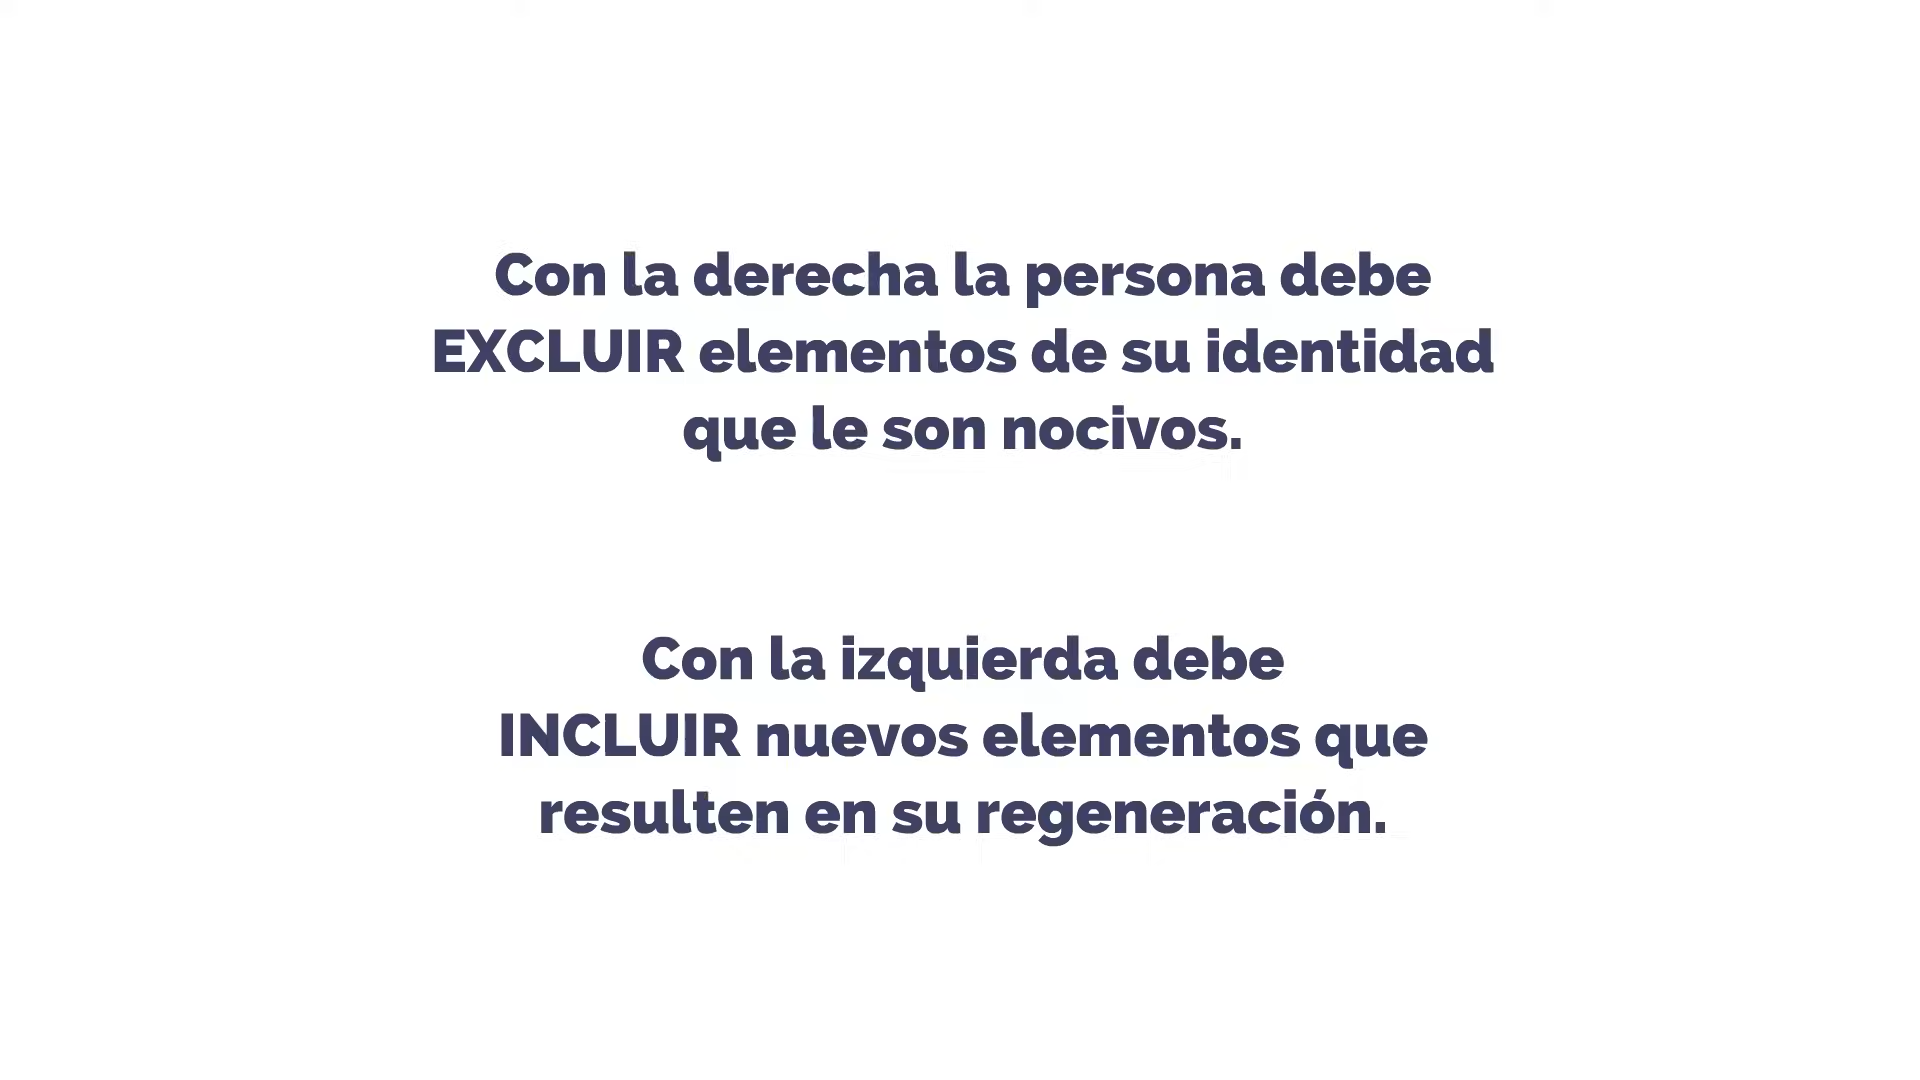 Con la derecha la persona debe
EXCLUIR elementos de su identidad
que le son nocivos.
Con la izquierda debe
INCLUIR nuevos elementos que
resulten en su regeneración.